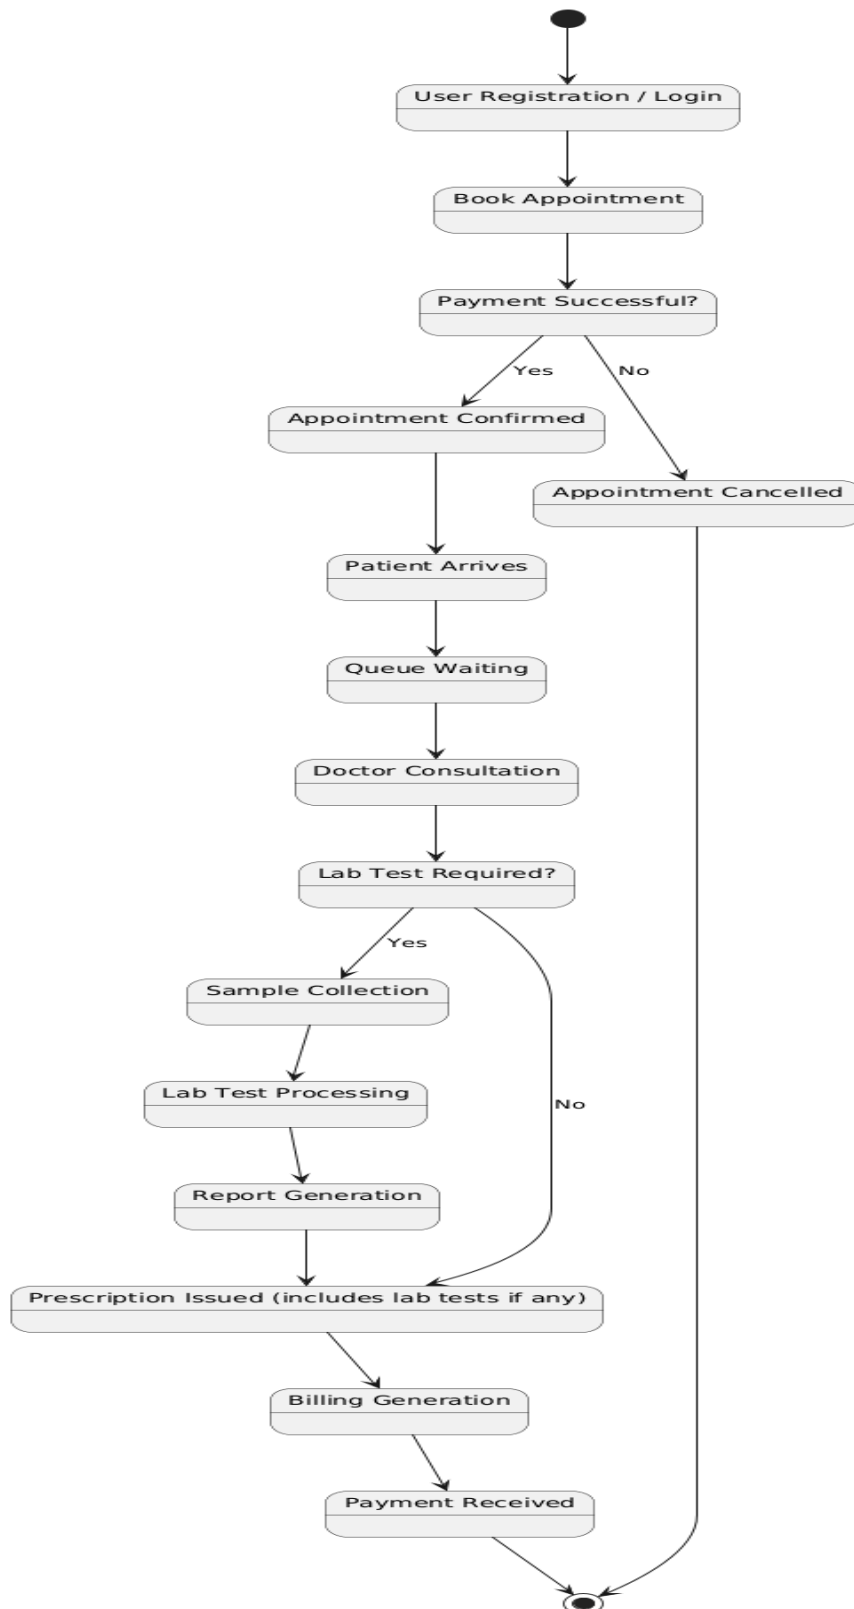 User Registration / Login
Book Appointment
Payment Successful?
Yes
No
Appointment Confirmed
Appointment Cancelled
Patient Arrives
Queue Waiting
Doctor Consultation
Lab Test Required?
Yes
Sample Collection
Lab Test Processing
No
Report Generation
Prescription Issued (includes lab tests if any)
Billing Generation
Payment Received